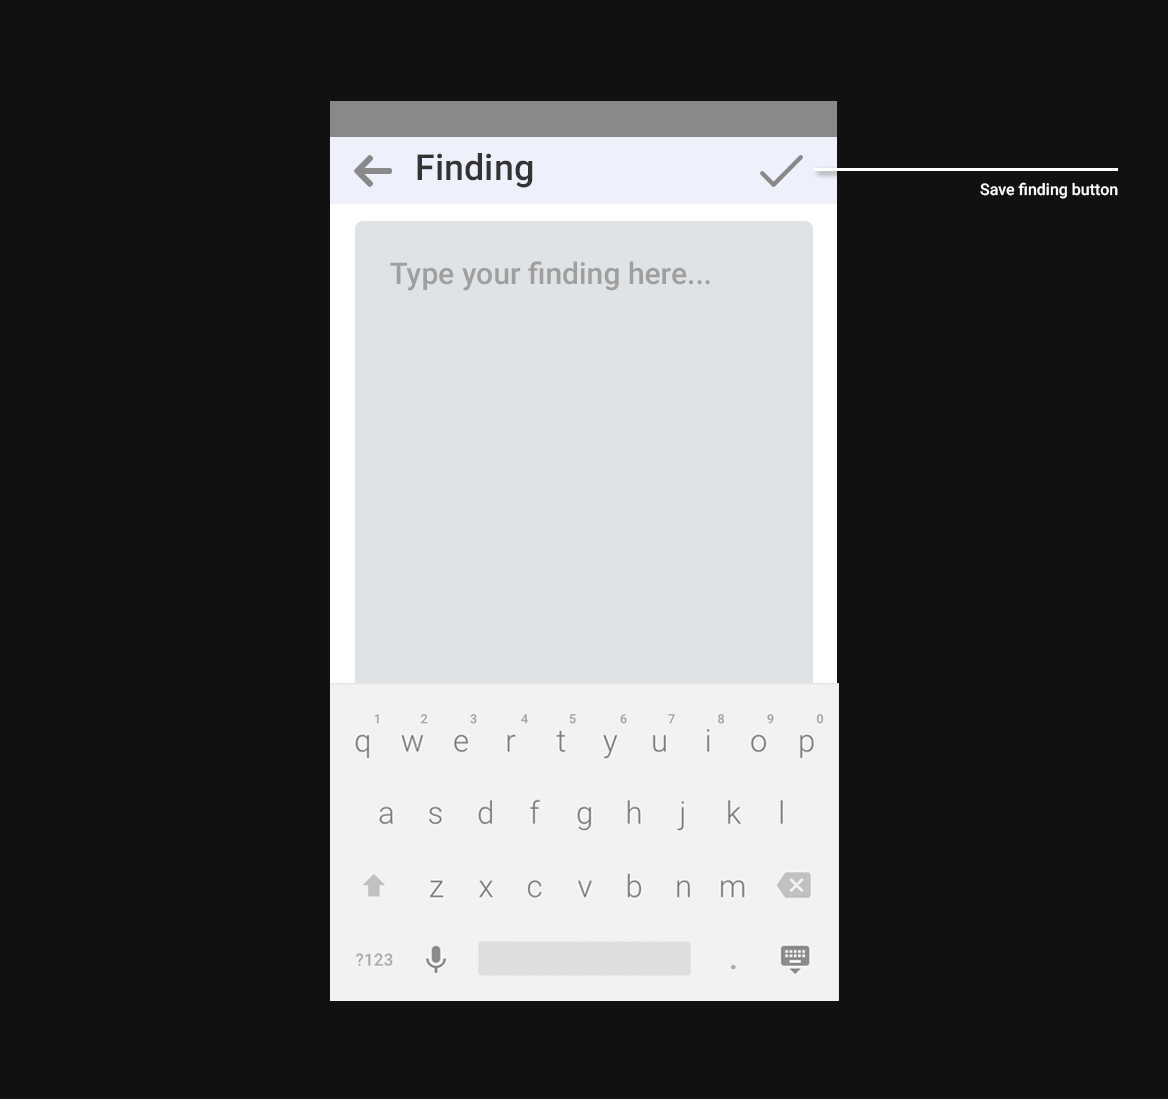 Finding
Save finding button
Type your finding here...
1 2 3 4 5 6 7 8 9 0
q w e r t y u i o p
a s d f g h j k l
z x c v b n m
?123 .